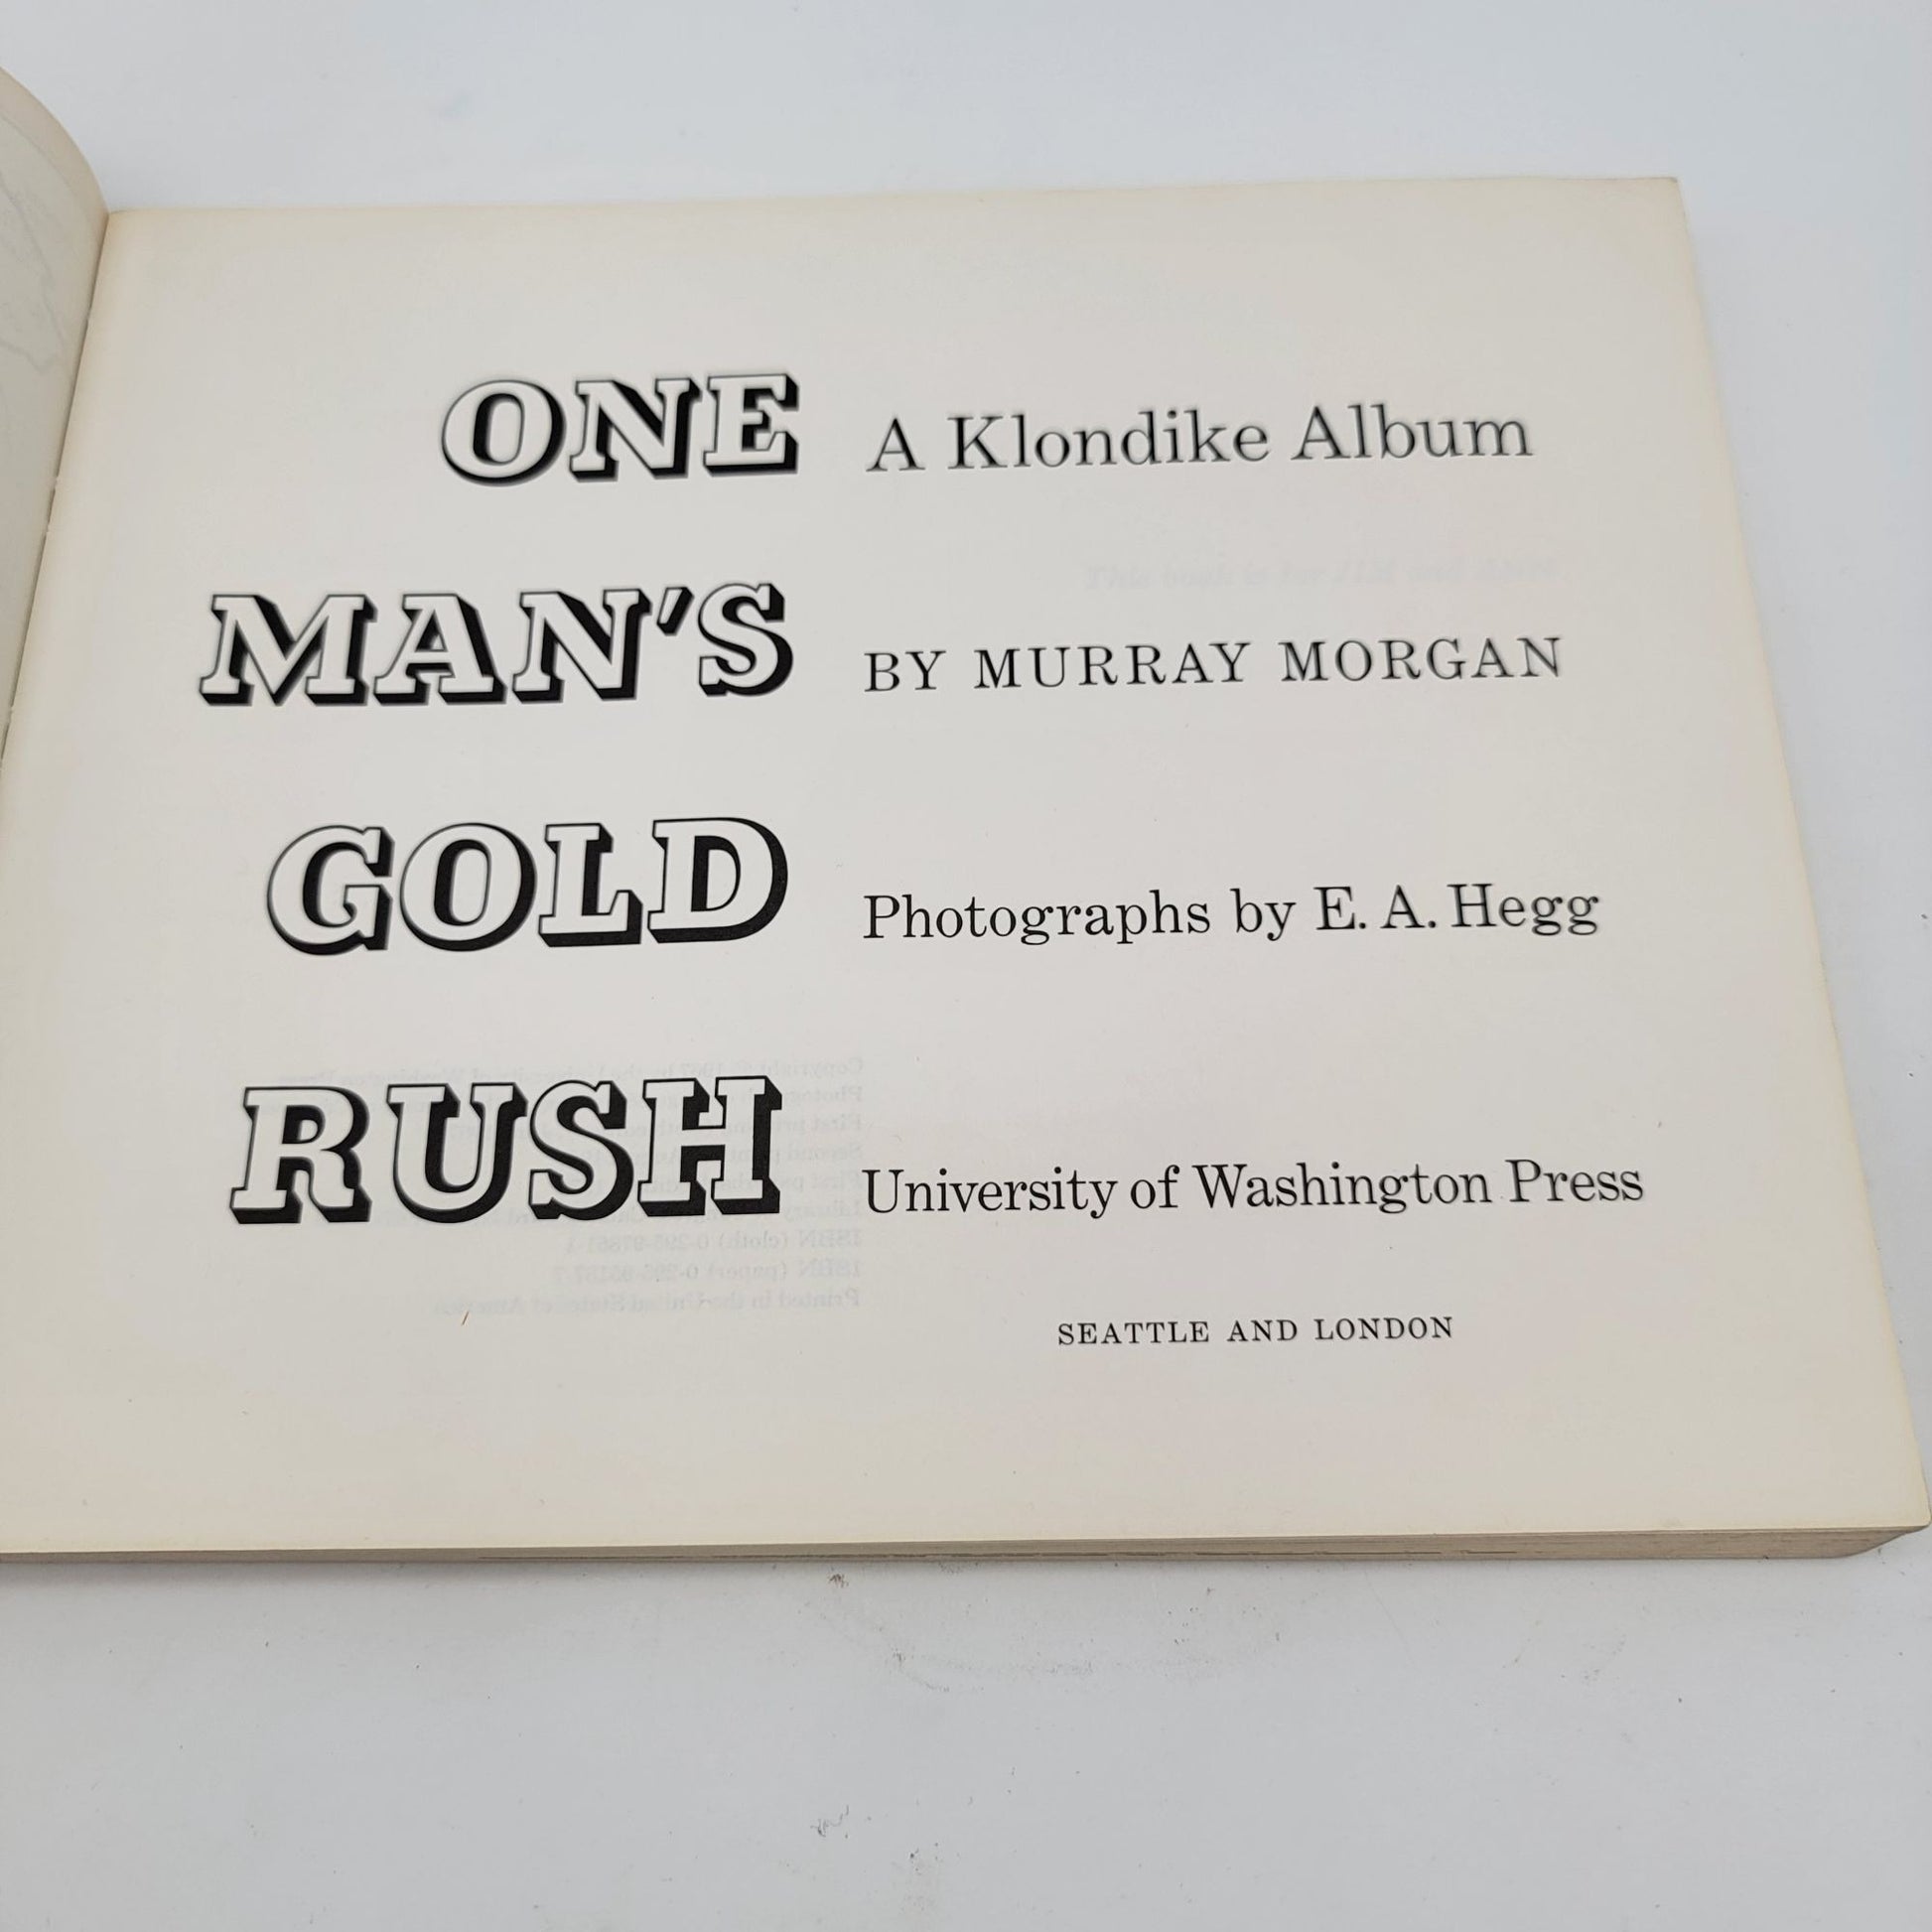 ONE
MAN'S
GOLD
RUSH
A Klondike Album
BY MURRAY MORGAN
Photographs by E. A. Hegg
University of Washington Press
SEATTLE AND LONDON